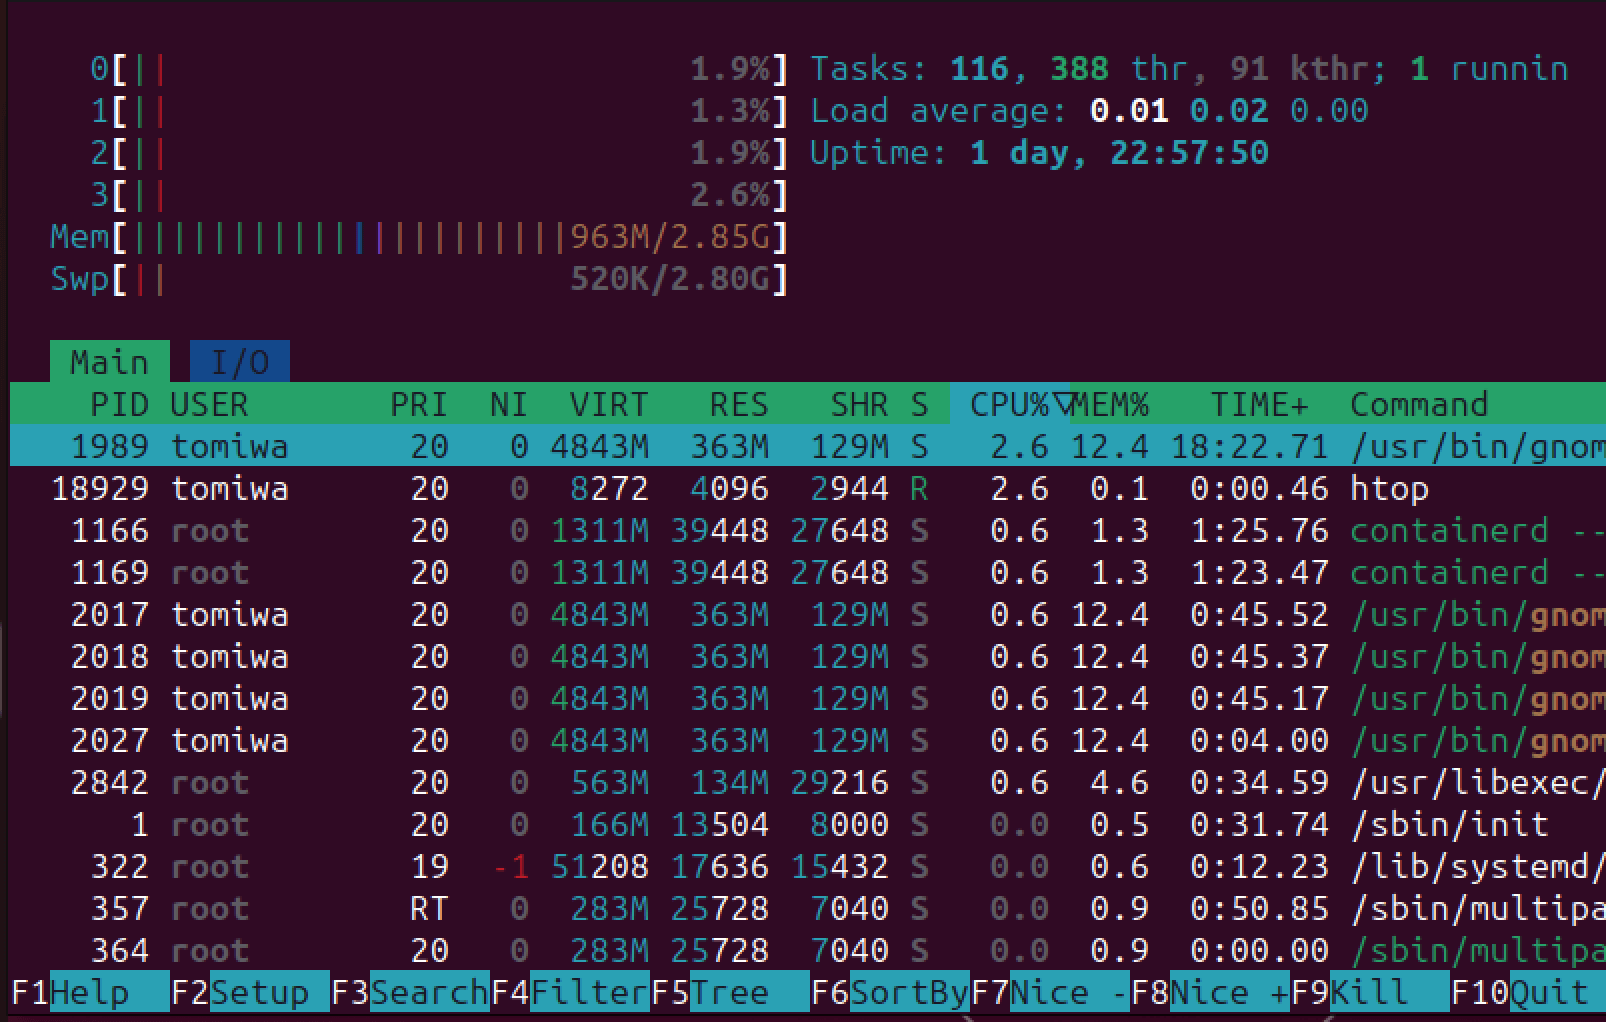 0[|| 1.9%] Tasks: 116, 388 thr, 91 kthr; 1 runnin
1[|| 1.3%] Load average: 0.01 0.02 0.00
2[|| 1.9%] Uptime: 1 day, 22:57:50
3[|| 2.6%]
Mem[||||||||||||||||||||||963M/2.85G]
Swp[|| 520K/2.80G]
Main I/O
PID USER PRI NI VIRT RES SHR S CPU%▽MEM% TIME+ Command
1989 tomiwa 20 0 4843M 363M 129M S 2.6 12.4 18:22.71 /usr/bin/gnom
18929 tomiwa 20 0 8272 4096 2944 R 2.6 0.1 0:00.46 htop
1166 root 20 0 1311M 39448 27648 S 0.6 1.3 1:25.76 containerd --
1169 root 20 0 1311M 39448 27648 S 0.6 1.3 1:23.47 containerd --
2017 tomiwa 20 0 4843M 363M 129M S 0.6 12.4 0:45.52 /usr/bin/gnom
2018 tomiwa 20 0 4843M 363M 129M S 0.6 12.4 0:45.37 /usr/bin/gnom
2019 tomiwa 20 0 4843M 363M 129M S 0.6 12.4 0:45.17 /usr/bin/gnom
2027 tomiwa 20 0 4843M 363M 129M S 0.6 12.4 0:04.00 /usr/bin/gnom
2842 root 20 0 563M 134M 29216 S 0.6 4.6 0:34.59 /usr/libexec/
1 root 20 0 166M 13504 8000 S 0.0 0.5 0:31.74 /sbin/init
322 root 19 -1 51208 17636 15432 S 0.0 0.6 0:12.23 /lib/systemd/
357 root RT 0 283M 25728 7040 S 0.0 0.9 0:50.85 /sbin/multipa
364 root 20 0 283M 25728 7040 S 0.0 0.9 0:00.00 /sbin/multipa
F1Help F2Setup F3SearchF4FilterF5Tree F6SortByF7Nice -F8Nice +F9Kill F10Quit